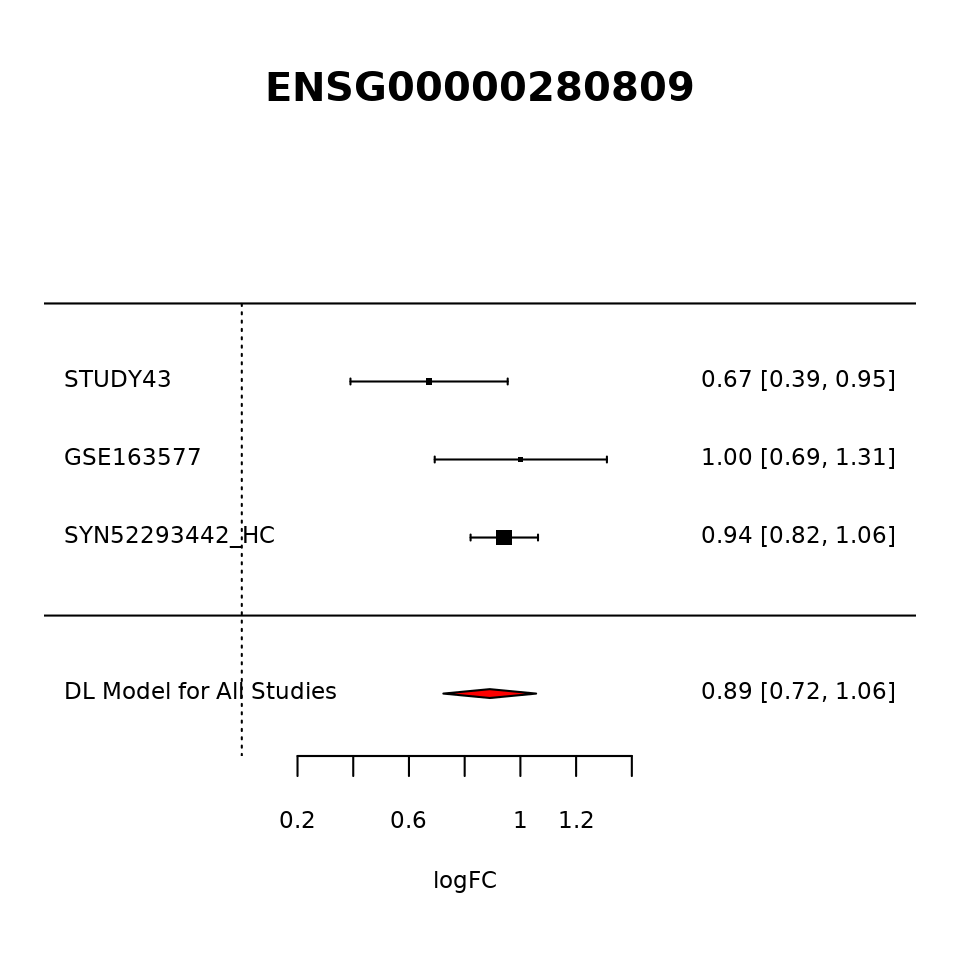 ENSG00000280809
STUDY43 0.67 [0.39, 0.95]
GSE163577 1.00 [0.69, 1.31]
SYN52293442_HC 0.94 [0.82, 1.06]
DL Model for All Studies 0.89 [0.72, 1.06]
0.2 0.6 1 1.2
logFC